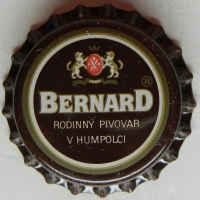 ®
BERNARD
RODINNÝ PIVOVAR
V HUMPOLCI